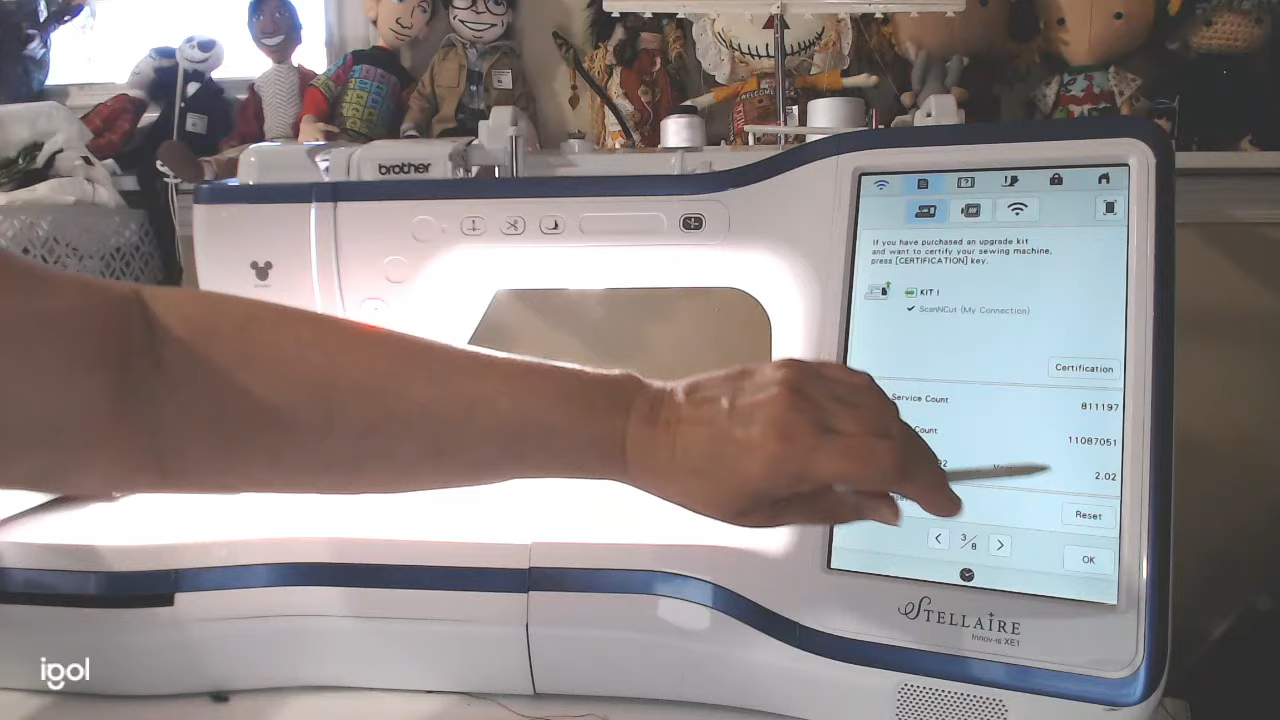 WELCOME
brother
If you have purchased an upgrade kit
and want to certify your sewing machine,
press [CERTIFICATION] key.
KIT I
✔ ScanNCut (My Connection)
Certification
Service Count
811197
Count
11087051
2.02
Reset
3/8
OK
STELLAIRE
Innov-is XE1
igol